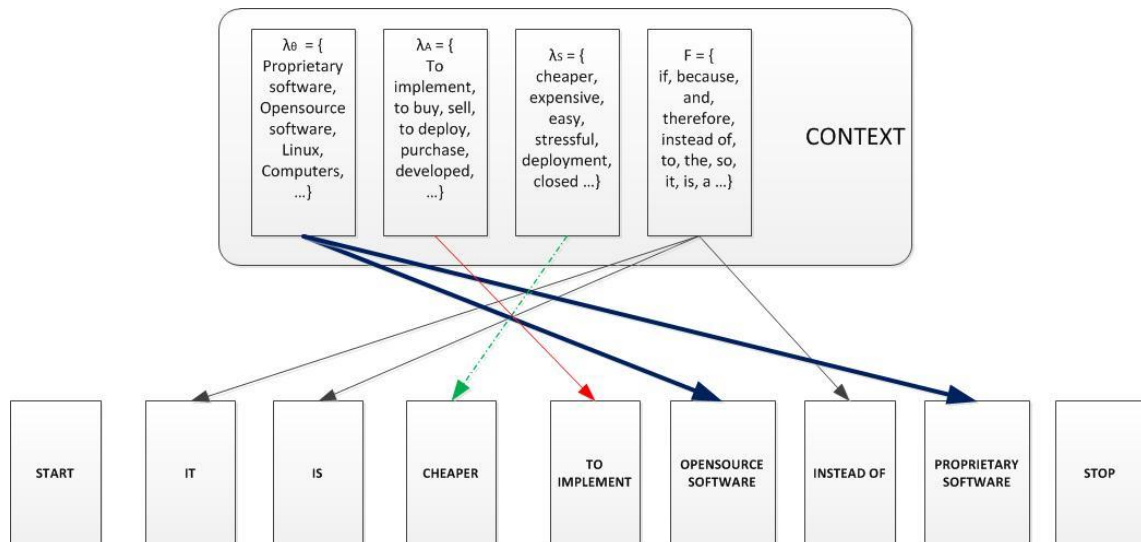 λθ = {
Proprietary
software,
Opensource
software,
Linux,
Computers,
...}
λA = {
To
implement,
to buy, sell,
to deploy,
purchase,
developed,
...}
λS = {
cheaper,
expensive,
easy,
stressful,
deployment,
closed ...}
F = {
if, because,
and,
therefore,
instead of,
to, the, so,
it, is, a ...}
CONTEXT
START
IT
IS
CHEAPER
TO
IMPLEMENT
OPENSOURCE
SOFTWARE
INSTEAD OF
PROPRIETARY
SOFTWARE
STOP